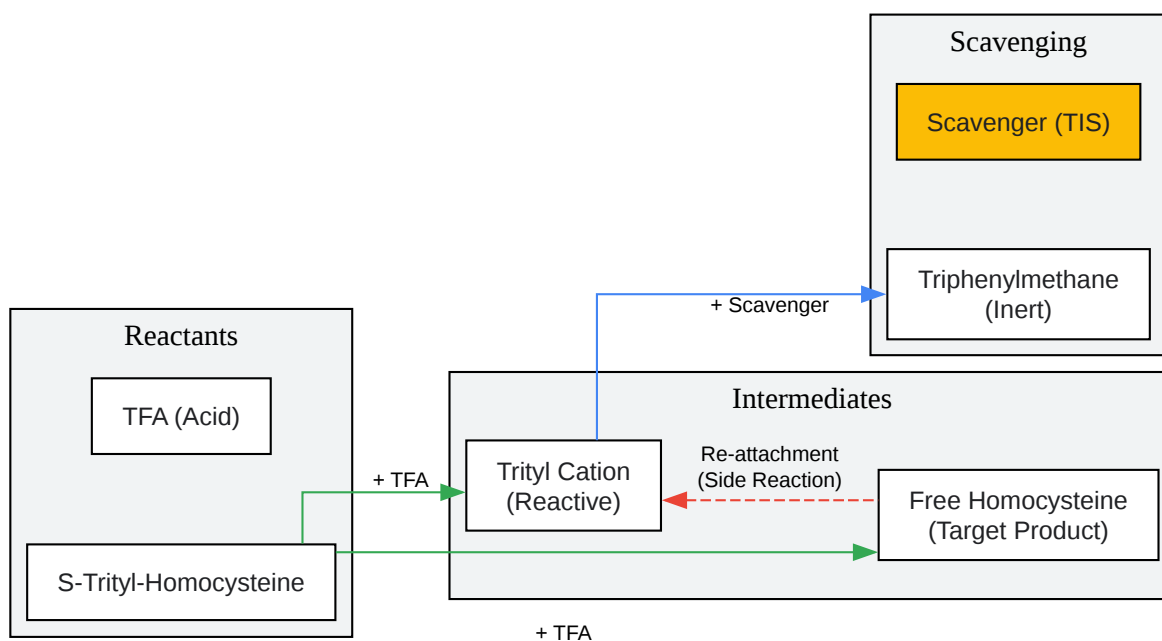 Scavenging
Scavenger (TIS)
Triphenylmethane
(Inert)
+ Scavenger
Reactants
TFA (Acid)
+ TFA
S-Trityl-Homocysteine
Intermediates
Trityl Cation
(Reactive)
Re-attachment
(Side Reaction)
Free Homocysteine
(Target Product)
+ TFA